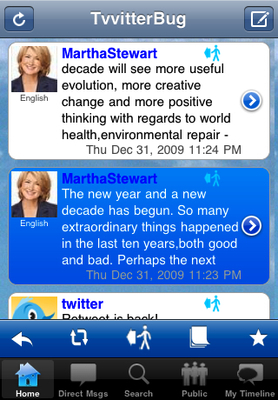 TvvitterBug
MarthaStewart
decade will see more useful
evolution, more creative
change and more positive
thinking with regards to world
health,environmental repair -
English
Thu Dec 31, 2009 11:24 PM
MarthaStewart
The new year and a new
decade has begun. So many
extraordinary things happened
in the last ten years,both good
and bad. Perhaps the next
English
Thu Dec 31, 2009 11:23 PM
twitter
Retweet is back!
Home
Direct Msgs
Search
Public
My Timeline